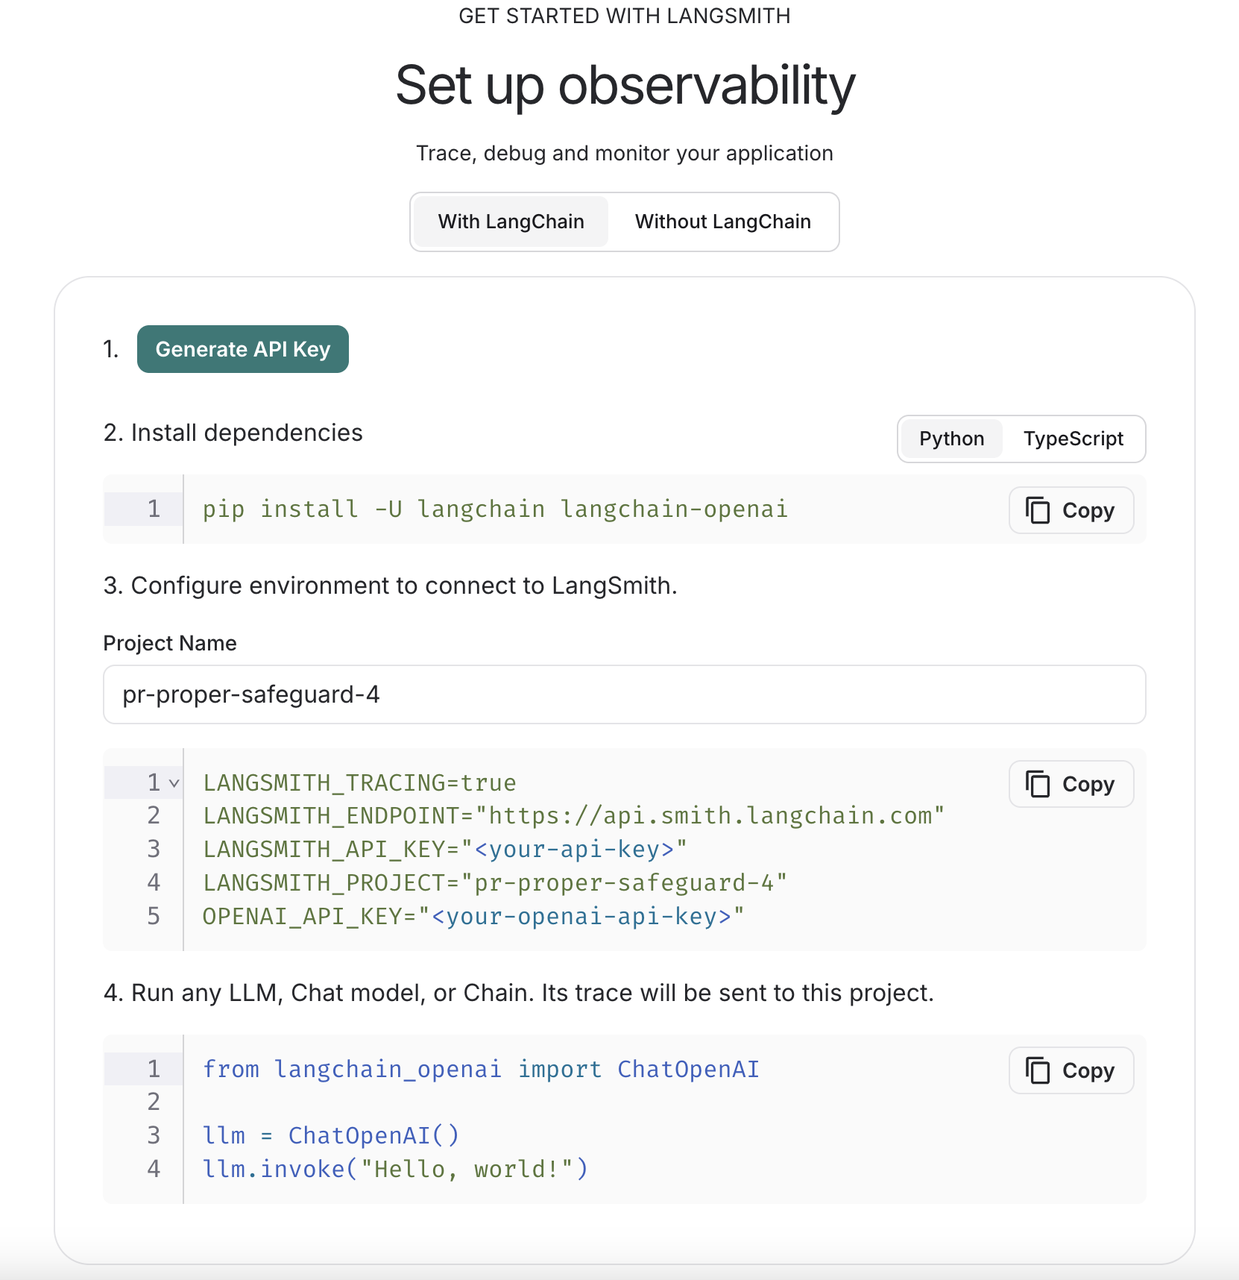 GET STARTED WITH LANGSMITH
Set up observability
Trace, debug and monitor your application
With LangChain Without LangChain
1. Generate API Key
2. Install dependencies
Python TypeScript
1 pip install -U langchain langchain-openai
Copy
3. Configure environment to connect to LangSmith.
Project Name
pr-proper-safeguard-4
1 LANGSMITH_TRACING=true
Copy
2 LANGSMITH_ENDPOINT="https://api.smith.langchain.com"
3 LANGSMITH_API_KEY="<your-api-key>"
4 LANGSMITH_PROJECT="pr-proper-safeguard-4"
5 OPENAI_API_KEY="<your-openai-api-key>"
4. Run any LLM, Chat model, or Chain. Its trace will be sent to this project.
1 from langchain_openai import ChatOpenAI
Copy
2
3 llm = ChatOpenAI()
4 llm.invoke("Hello, world!")